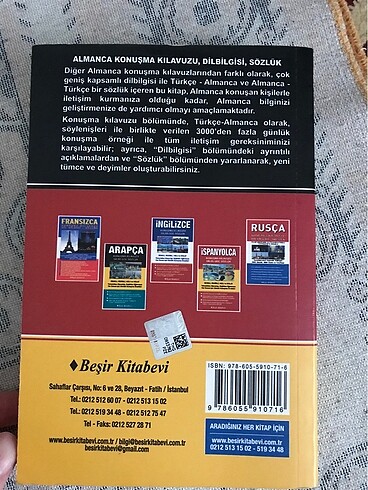 ALMANCA KONUŞMA KILAVUZU, DİLBİLGİSİ, SÖZLÜK
Diğer Almanca konuşma kılavuzlarından farklı olarak, çok
geniş kapsamlı dilbilgisi ile Türkçe - Almanca ve Almanca -
Türkçe bir sözlük içeren bu kitap, Almanca konuşan kişilerle
iletişim kurmanıza olduğu kadar, Almanca bilginizi
geliştirmenize de yardımcı olmayı amaçlamaktadır.
Konuşma kılavuzu bölümünde, Türkçe-Almanca olarak,
söylenişleri ile birlikte verilen 3000'den fazla günlük
konuşma örneği ile tüm iletişim gereksiniminizi
karşılayabilir; ayrıca, "Dilbilgisi" bölümündeki ayrıntılı
açıklamalardan ve "Sözlük" bölümünden yararlanarak, yeni
tümce ve deyimler oluşturabilirsiniz.
FRANSIZCA
ARAPÇA
İNGİLİZCE
İSPANYOLCA
RUSÇA
Beşir Kitabevi
Sahaflar Çarşısı, No: 6 ve 28, Beyazıt - Fatih / İstanbul
Tel.: 0212 512 60 07 - 0212 513 15 02
Tel.: 0212 519 34 48 - 0212 512 75 47
Tel - Faks: 0212 527 28 71
www.besirkitabevi.com.tr / bilgi@besirkitabevi.com.tr
besirkitabevi@gmail.com
ISBN: 978-605-5910-71-6
9 786055 910716
ARADIĞINIZ HER KİTAP İÇİN
www.besirkitabevi.com.tr
0212 513 15 02 - 519 34 48